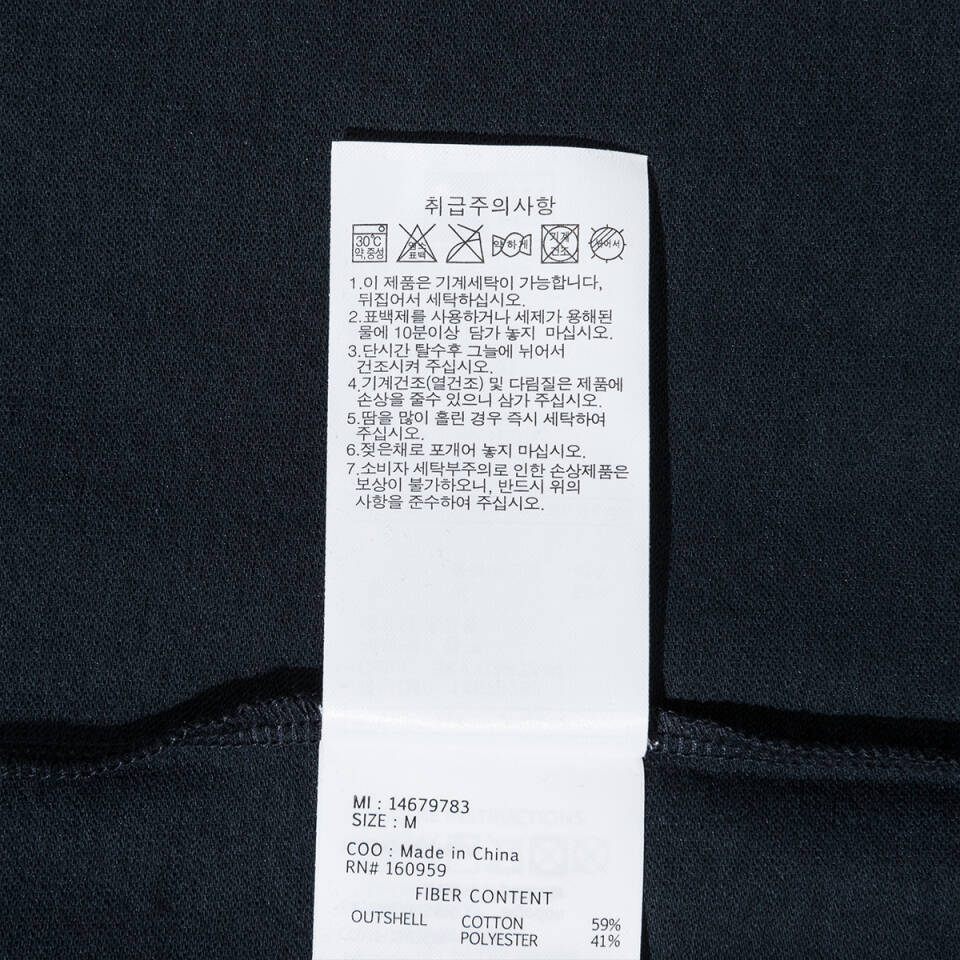 취급주의사항
30℃ 약,중성
염소 표백
약하게
기계 건조
뉘어서
1.이 제품은 기계세탁이 가능합니다,
뒤집어서 세탁하십시오.
2.표백제를 사용하거나 세제가 용해된
물에 10분이상 담가 놓지 마십시오.
3.단시간 탈수후 그늘에 뉘어서
건조시켜 주십시오.
4.기계건조(열건조) 및 다림질은 제품에
손상을 줄수 있으니 삼가 주십시오.
5.땀을 많이 흘린 경우 즉시 세탁하여
주십시오.
6.젖은채로 포개어 놓지 마십시오.
7.소비자 세탁부주의로 인한 손상제품은
보상이 불가하오니, 반드시 위의
사항을 준수하여 주십시오.
MI : 14679783
SIZE : M
COO : Made in China
RN# 160959
FIBER CONTENT
OUTSHELL COTTON 59%
POLYESTER 41%